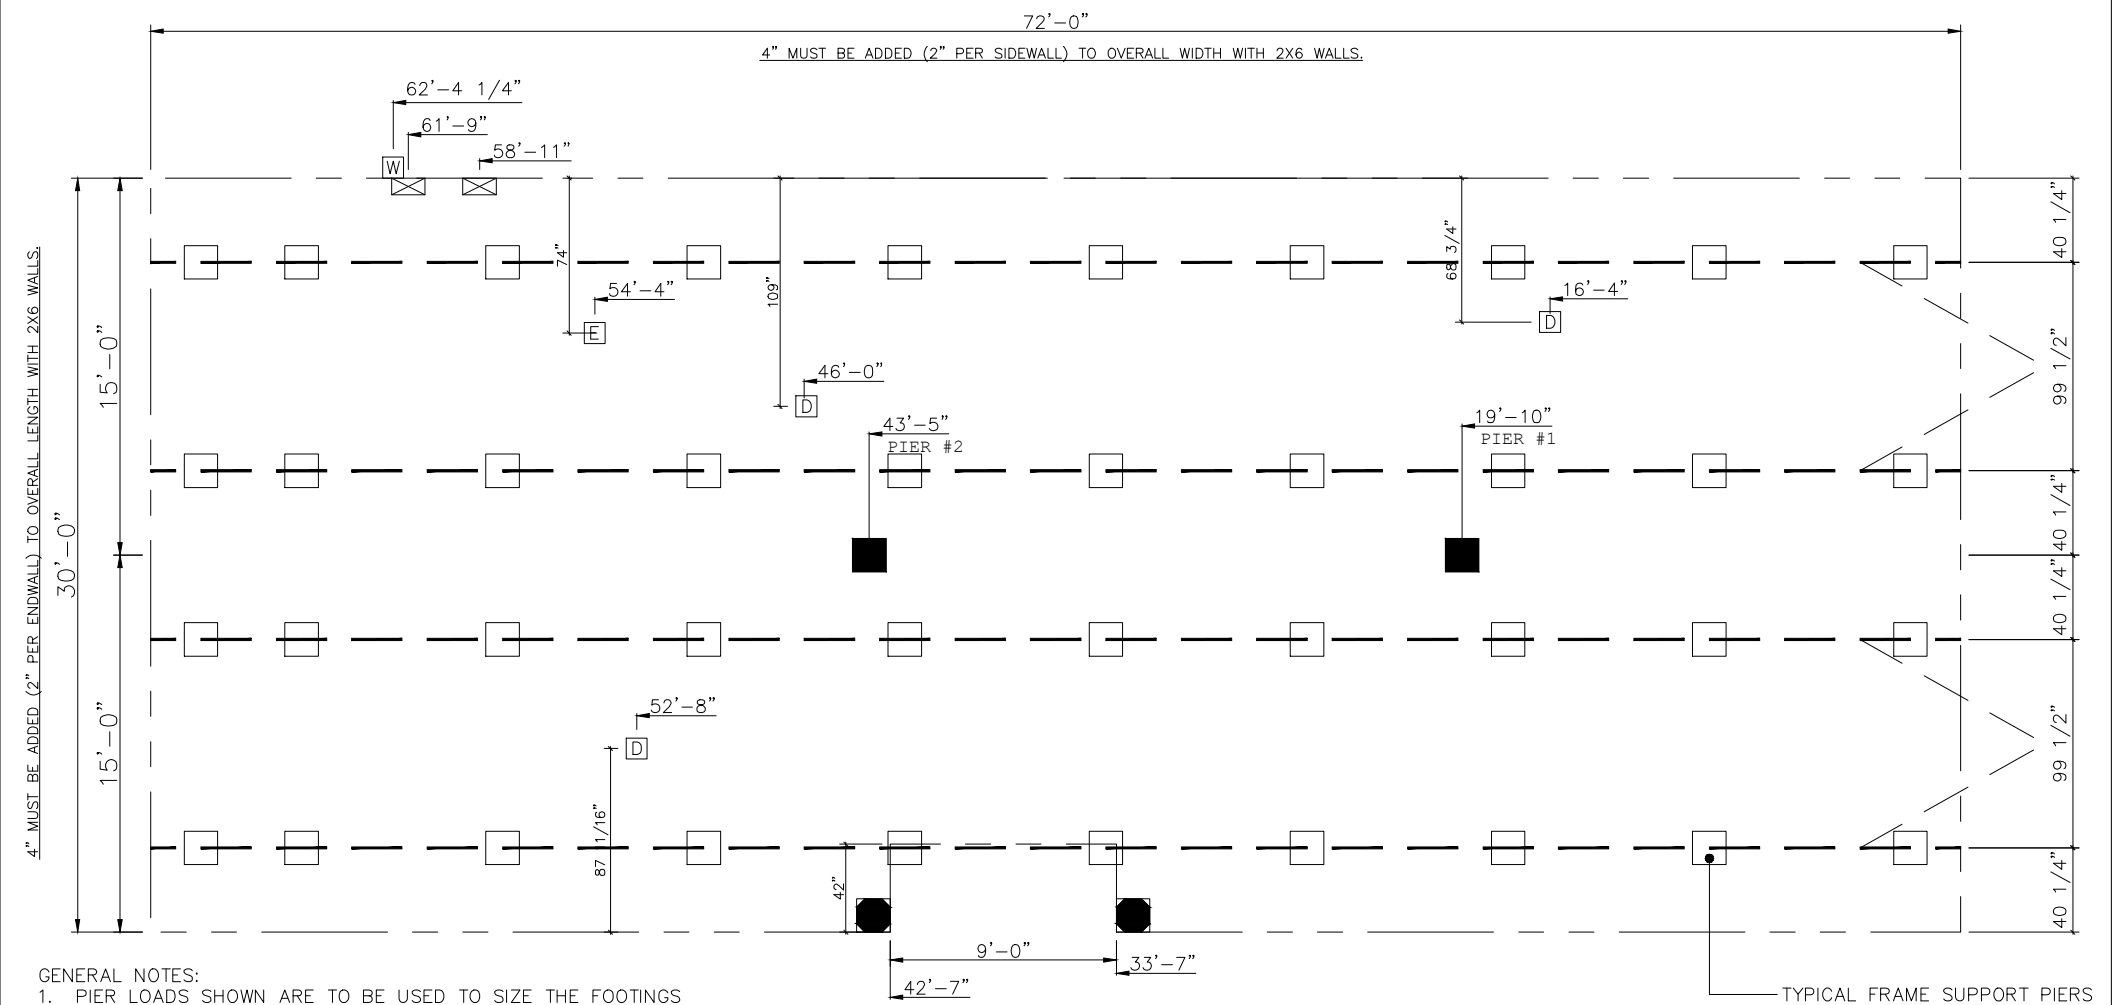 72'-0"
4" MUST BE ADDED (2" PER SIDEWALL) TO OVERALL WIDTH WITH 2X6 WALLS.
62'-4 1/4"
61'-9"
58'-11"
W
40 1/4"
74"
109"
68 3/4"
54'-4"
E
16'-4"
D
15'-0"
99 1/2"
46'-0"
D
43'-5"
PIER #2
19'-10"
PIER #1
4" MUST BE ADDED (2" PER ENDWALL) TO OVERALL LENGTH WITH 2X6 WALLS.
30'-0"
40 1/4"
40 1/4"
15'-0"
52'-8"
D
99 1/2"
87 11/16"
42"
40 1/4"
9'-0"
33'-7"
42'-7"
GENERAL NOTES:
1. PIER LOADS SHOWN ARE TO BE USED TO SIZE THE FOOTINGS
TYPICAL FRAME SUPPORT PIERS